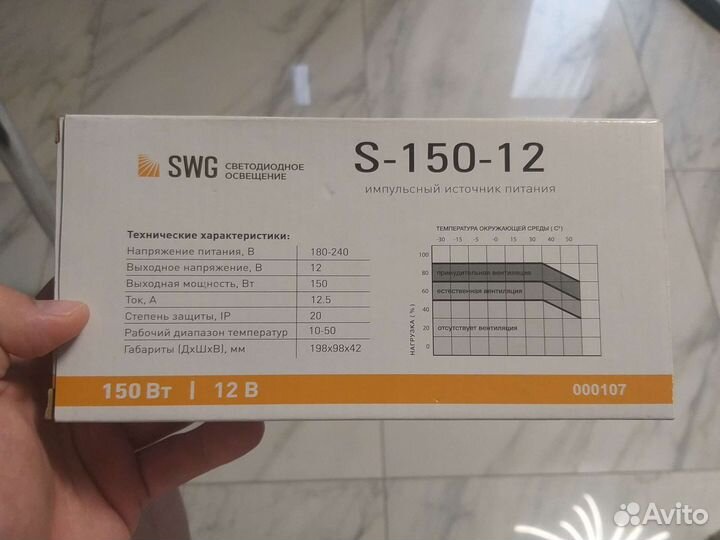 SWG СВЕТОДИОДНОЕ
ОСВЕЩЕНИЕ
S-150-12
импульсный источник питания
Технические характеристики:
Напряжение питания, В 180-240
Выходное напряжение, В 12
Выходная мощность, Вт 150
Ток, А 12.5
Степень защиты, IP 20
Рабочий диапазон температур 10-50
Габариты (ДхШхВ), мм 198x98x42
ТЕМПЕРАТУРА ОКРУЖАЮЩЕЙ СРЕДЫ ( С°)
-30 -15 -5 -0 15 30 40 50
НАГРУЗКА ( % )
100
80
60
40
20
0
принудительная вентиляция
естественная вентиляция
отсутствует вентиляция
150 Вт | 12 В
000107
Avito